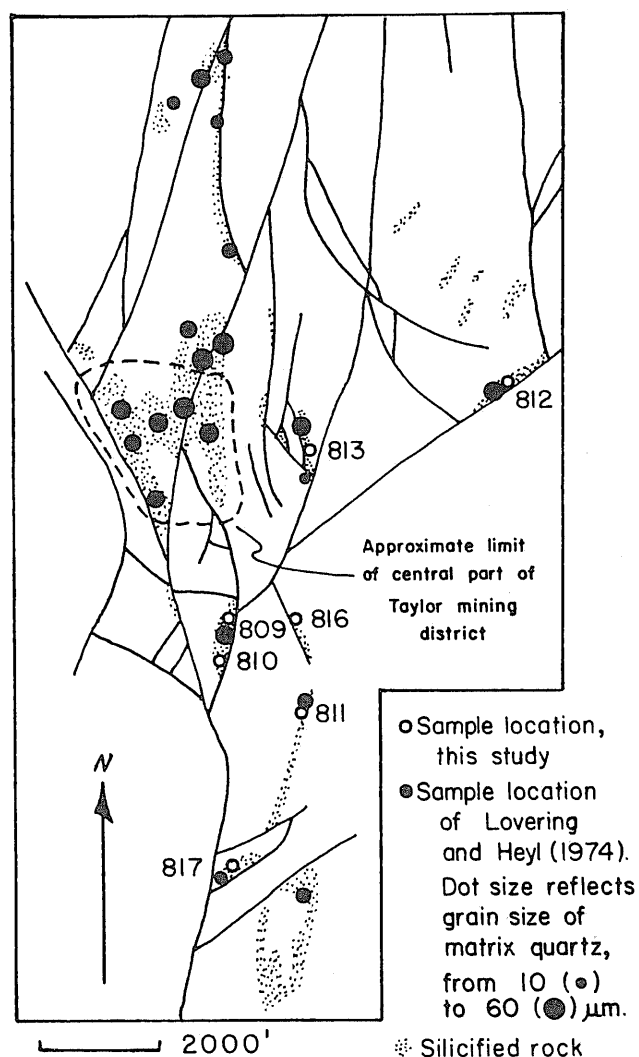 812
813
Approximate limit
of central part of
Taylor mining
district
809
816
810
811
817
N
Sample location,
this study
Sample location
of Lovering
and Heyl (1974).
Dot size reflects
grain size of
matrix quartz,
from 10 (●)
to 60 (●) µm.
Silicified rock
2000'